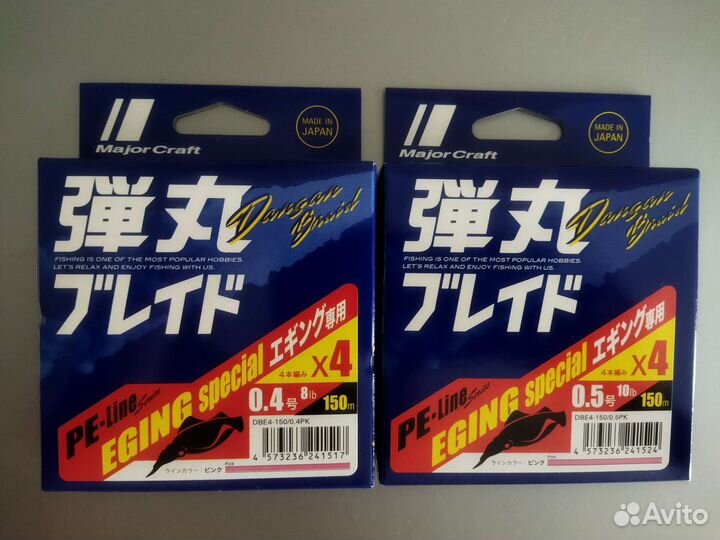 Major Craft
MADE IN
JAPAN
弾丸
Dangan
Braid
FISHING IS ONE OF THE MOST POPULAR HOBBIES.
LET'S RELAX AND ENJOY FISHING WITH US.
ブレイド
PE-Line Series
EGING special エギング専用
4本編み X4
0.4号 8lb 150m
DBE4-150/0.4PK
4 573236 241517
ラインカラー：ピンク Pink
Major Craft
MADE IN
JAPAN
弾丸
Dangan
Braid
FISHING IS ONE OF THE MOST POPULAR HOBBIES.
LET'S RELAX AND ENJOY FISHING WITH US.
ブレイド
PE-Line Series
EGING special エギング専用
4本編み X4
0.5号 10lb 150m
DBE4-150/0.5PK
4 573236 241524
ラインカラー：ピンク Pink
Avito